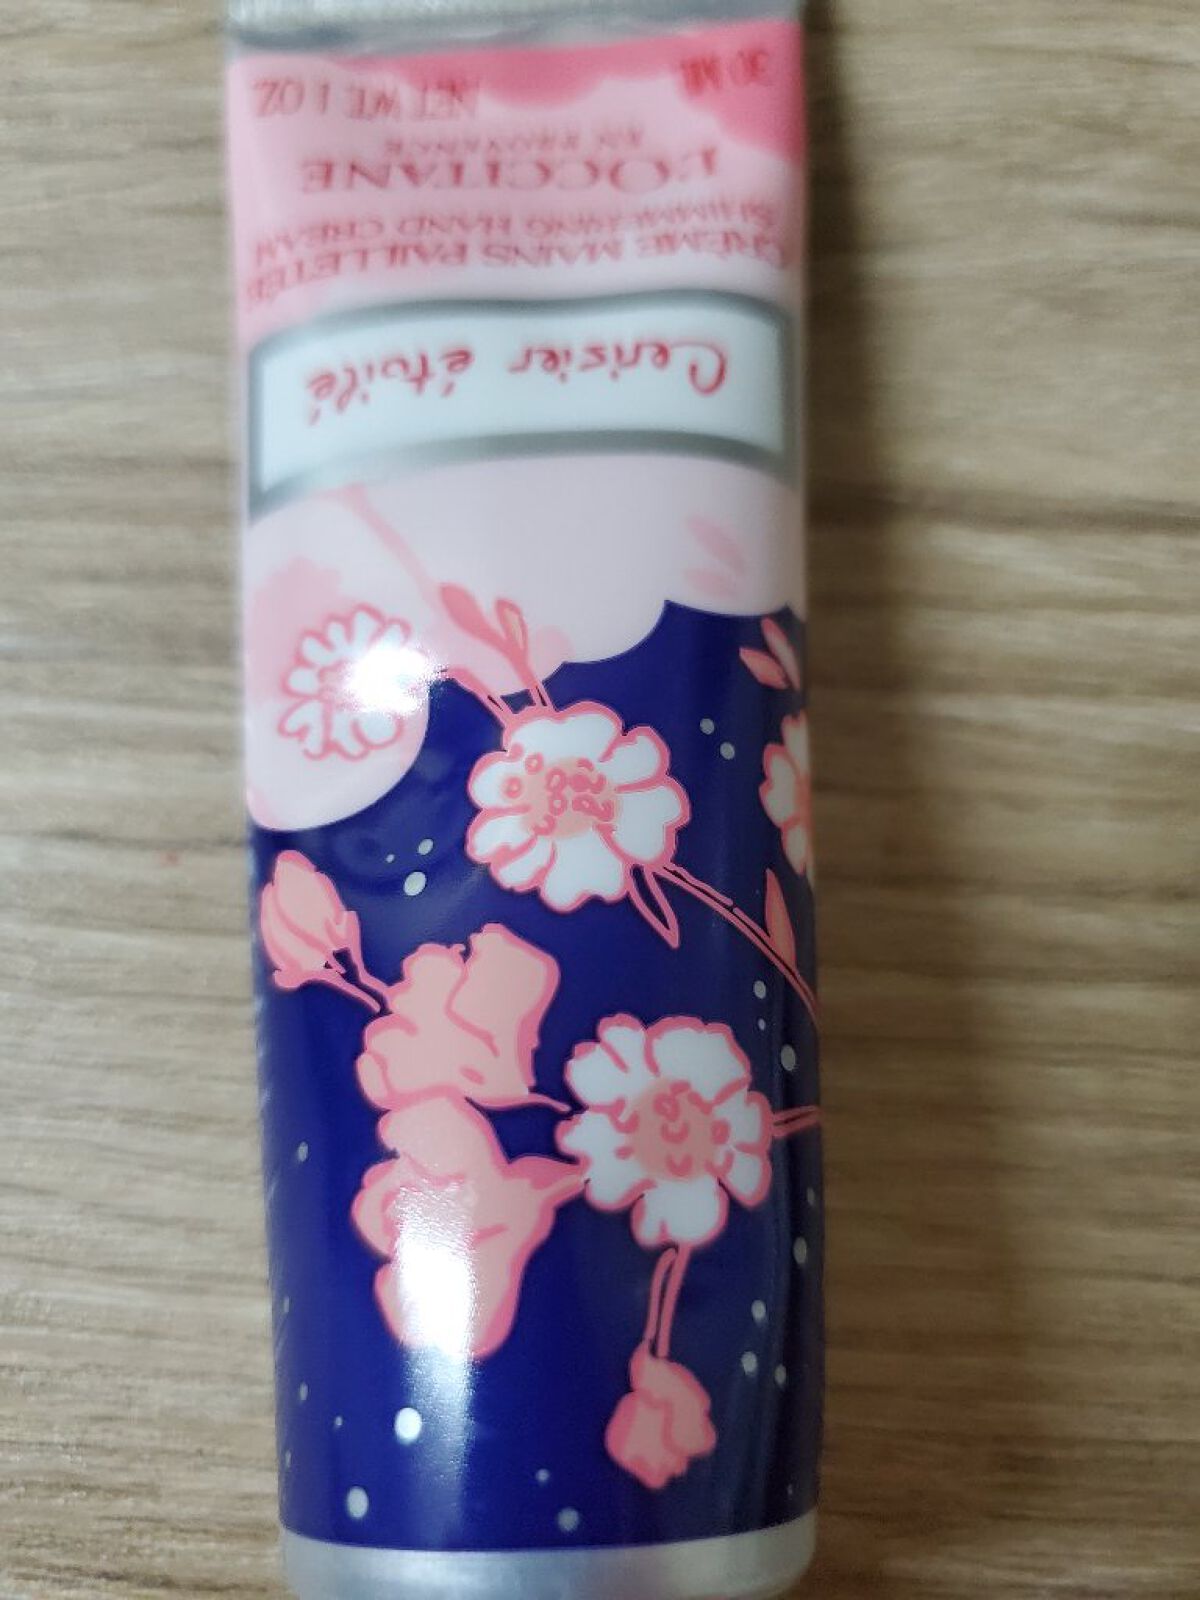 Cerisier étoilé
CRÈME MAINS PAILLETÉE
SHIMMERING HAND CREAM
L'OCCITANE
EN PROVENCE
30 ML NET WT. 1 OZ.